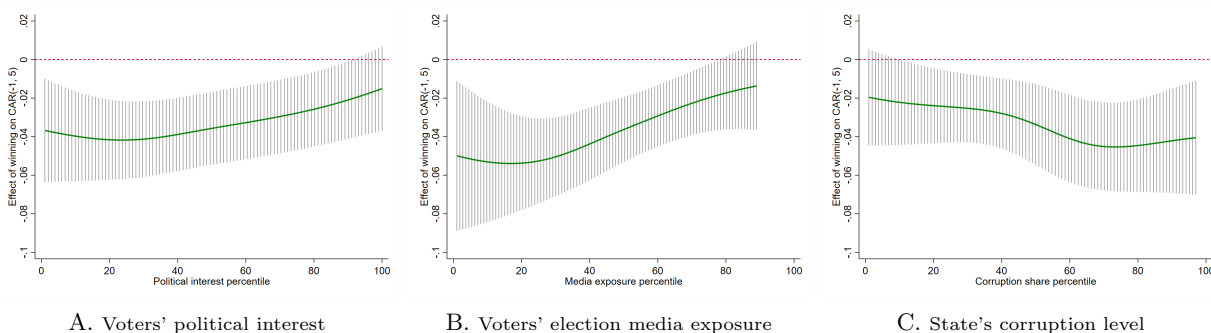 Effect of winning on CAR(-1, 5)
.02
0
-.02
-.04
-.06
-.08
-.1
0 20 40 60 80 100
Political interest percentile
A. Voters' political interest
Effect of winning on CAR(-1, 5)
.02
0
-.02
-.04
-.06
-.08
-.1
0 20 40 60 80 100
Media exposure percentile
B. Voters' election media exposure
Effect of winning on CAR(-1, 5)
.02
0
-.02
-.04
-.06
-.08
-.1
0 20 40 60 80 100
Corruption share percentile
C. State's corruption level